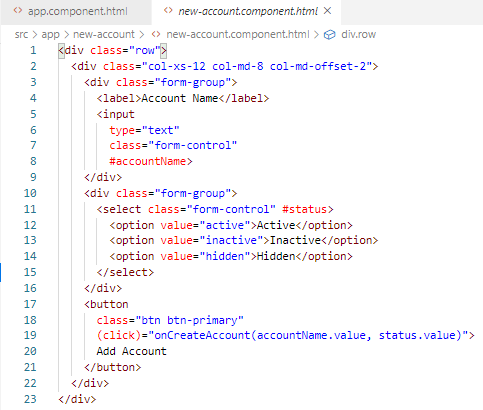 <> app.component.html <> new-account.component.html ×
src > app > new-account > <> new-account.component.html > div.row
1 <div class="row">
2 <div class="col-xs-12 col-md-8 col-md-offset-2">
3 <div class="form-group">
4 <label>Account Name</label>
5 <input
6 type="text"
7 class="form-control"
8 #accountName>
9 </div>
10 <div class="form-group">
11 <select class="form-control" #status>
12 <option value="active">Active</option>
13 <option value="inactive">Inactive</option>
14 <option value="hidden">Hidden</option>
15 </select>
16 </div>
17 <button
18 class="btn btn-primary"
19 (click)="onCreateAccount(accountName.value, status.value)">
20 Add Account
21 </button>
22 </div>
23 </div>